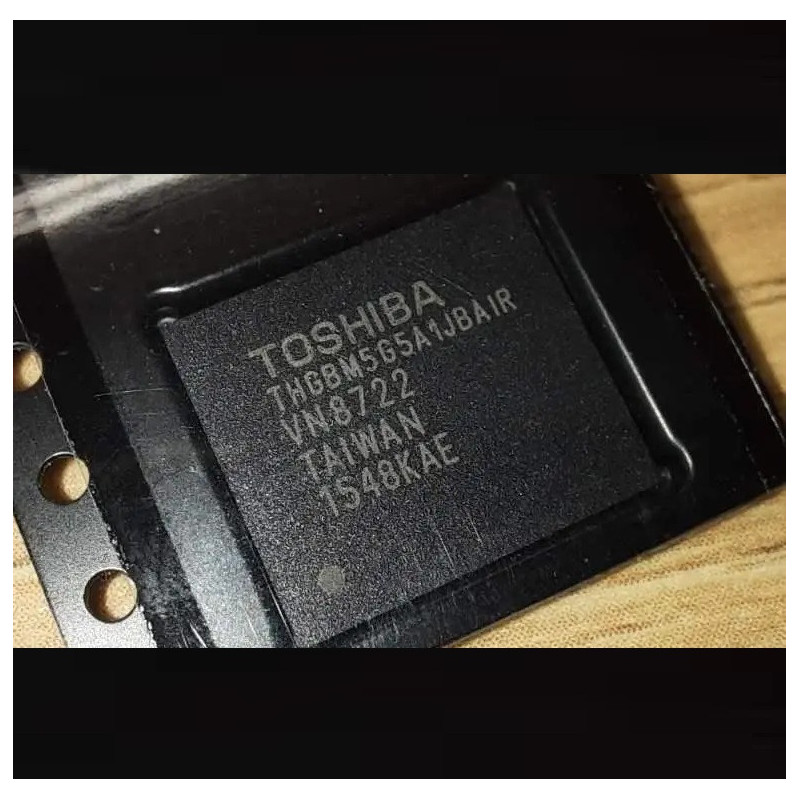 TOSHIBA
THGBM5G5A1JBAIR
VN8722
TAIWAN
1548KAE